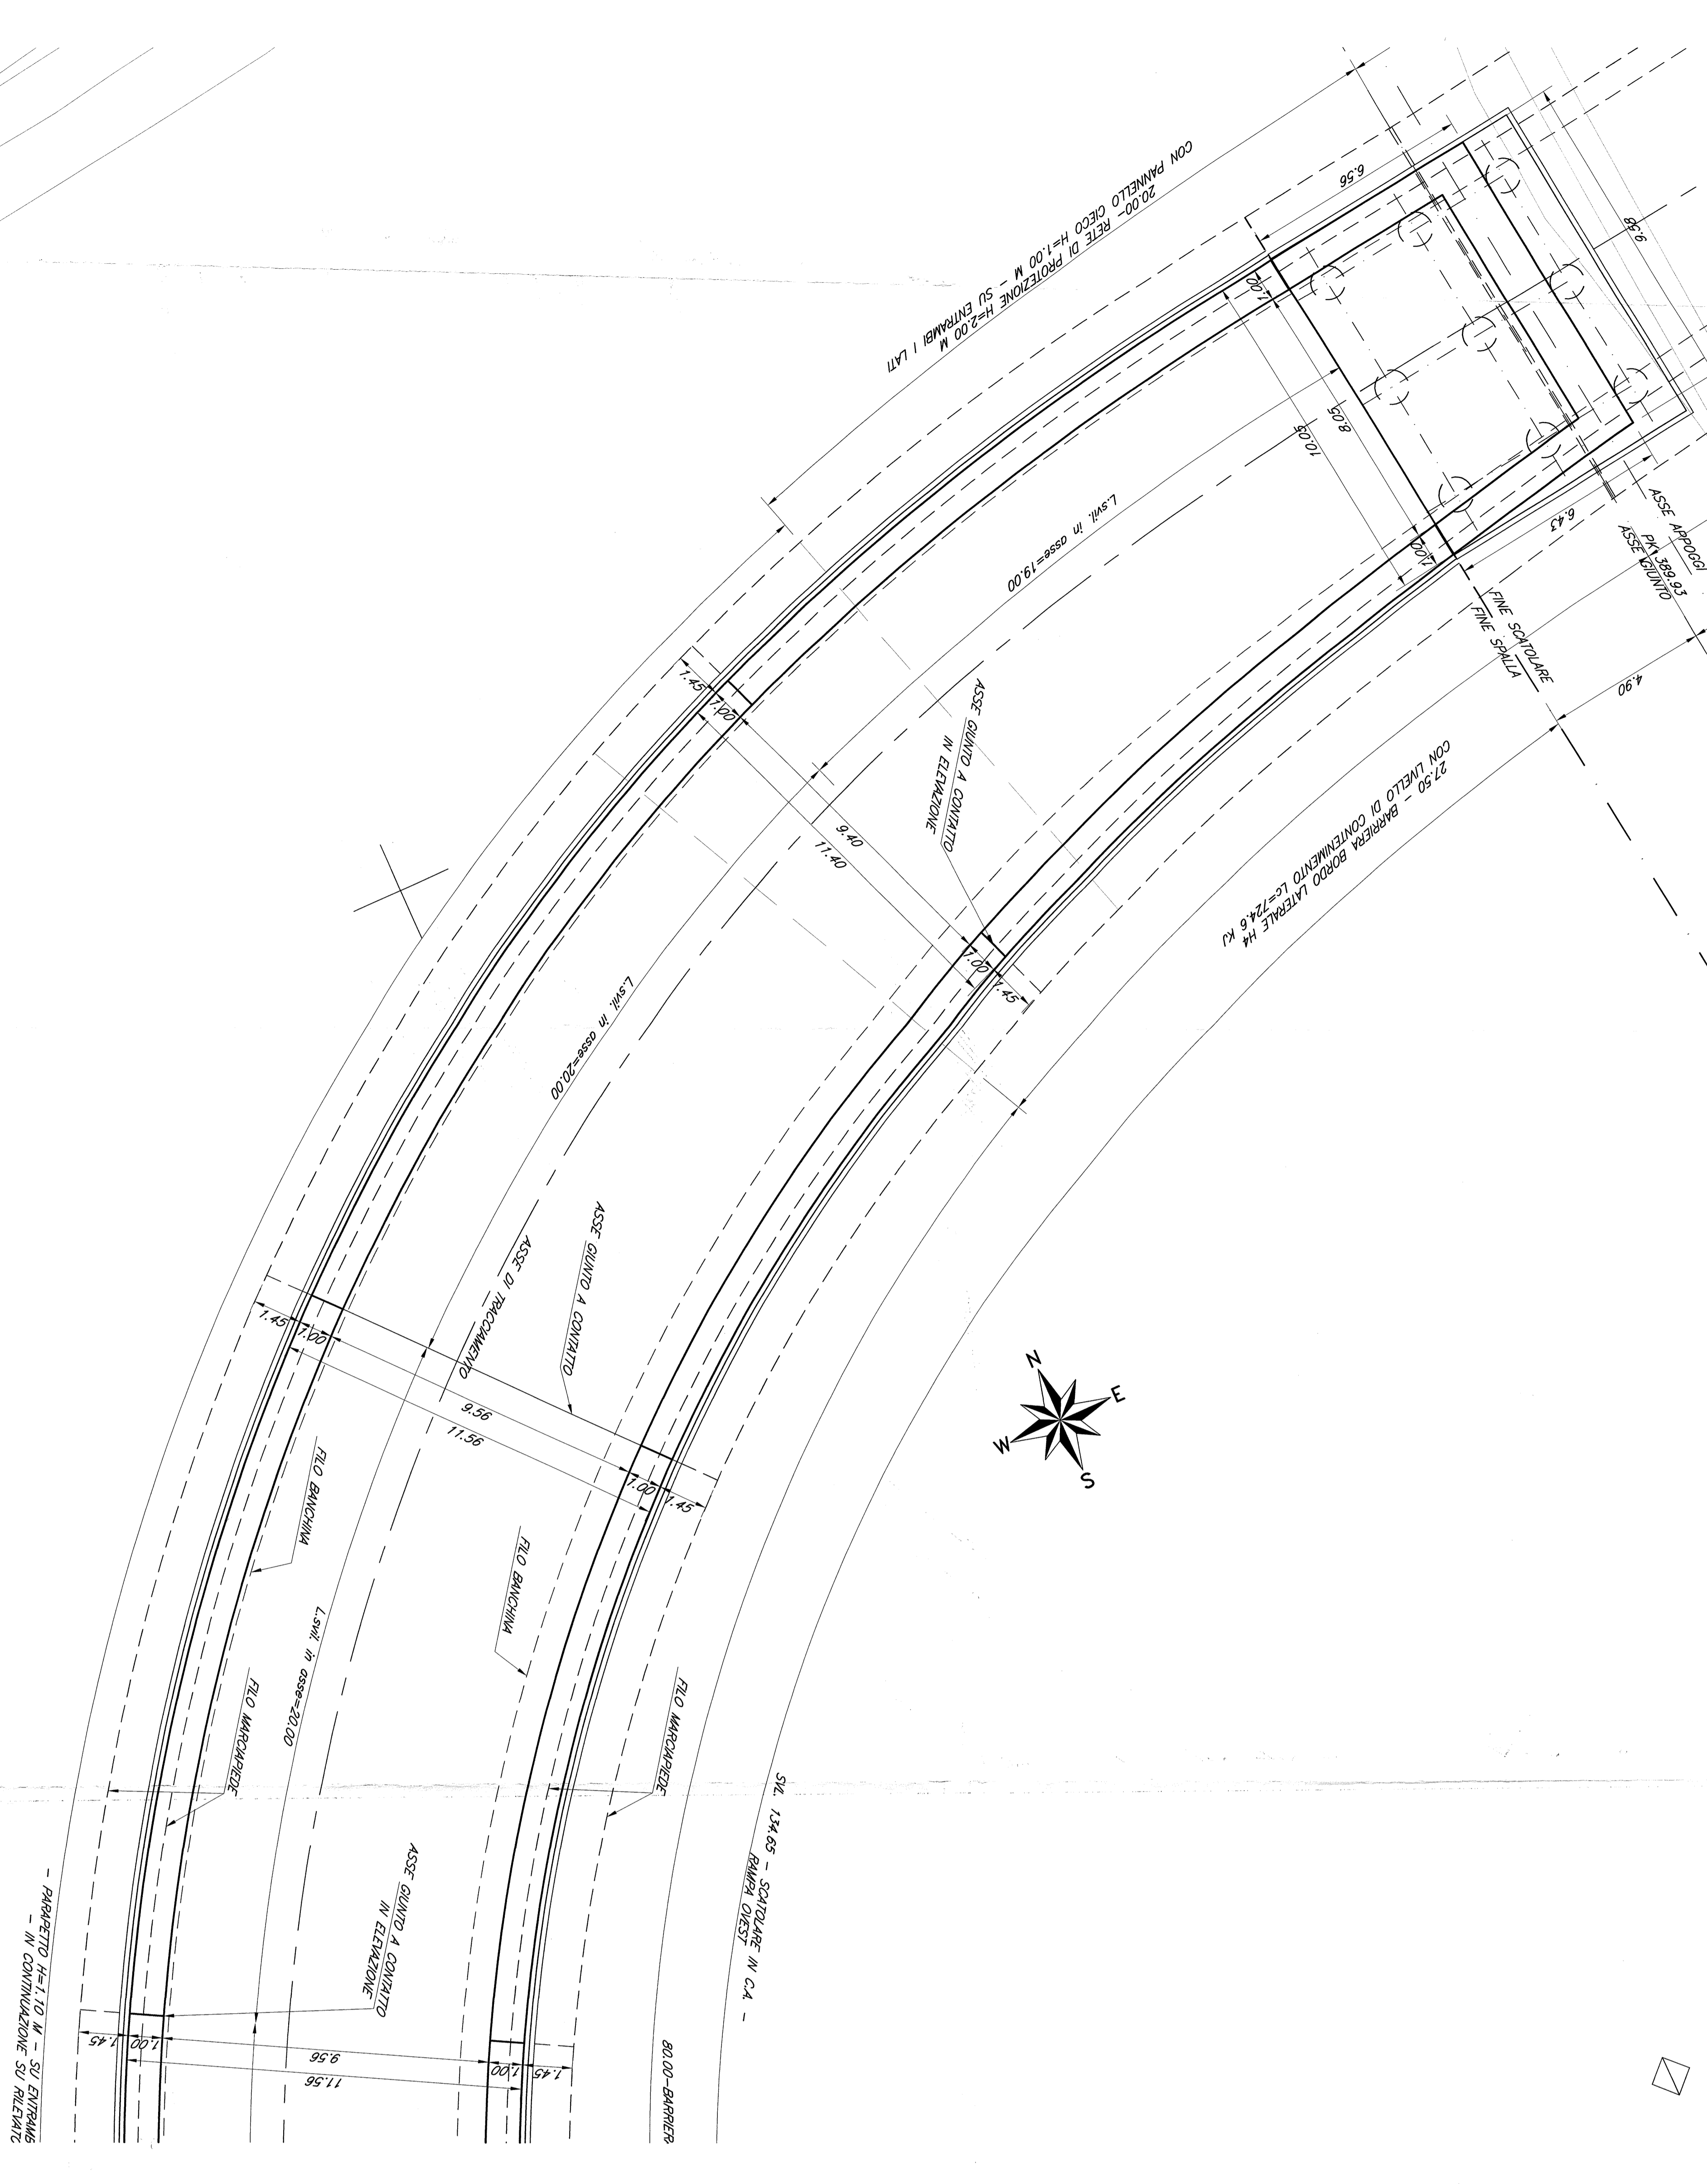 20.00- RETE DI PROTEZIONE H=2.00 M
CON PANNELLO CIECO H=1.00 M - SU ENTRAMBI I LATI
6.56
9.58
1.00
8.05
10.05
1.00
6.43
ASSE APPOGGI
PK 389.93
ASSE GIUNTO
FINE SCATOLARE
FINE SPALLA
4.90
L.svil. in asse=19.00
1.45
1.00
9.40
11.40
1.00
1.45
ASSE GIUNTO A CONTATTO
IN ELEVAZIONE
27.50 - BARRIERA BORDO LATERALE H4
CON LIVELLO DI CONTENIMENTO Lc=724.6 KJ
L.svil. in asse=20.00
ASSE GIUNTO A CONTATTO
ASSE DI TRACCIAMENTO
1.45
1.00
9.56
11.56
1.00
1.45
N
E
W
S
FILO BANCHINA
FILO BANCHINA
L.svil. in asse=20.00
FILO MARCIAPIEDE
FILO MARCIAPIEDE
SVL. 134.65 - SCATOLARE IN C.A. -
RAMPA OVEST
ASSE GIUNTO A CONTATTO
IN ELEVAZIONE
- PARAPETTO H=1.10 M - SU ENTRAMB
- IN CONTINUAZIONE SU RILEVATO
1.45
1.00
9.56
11.56
1.00
1.45
80.00-BARRIER